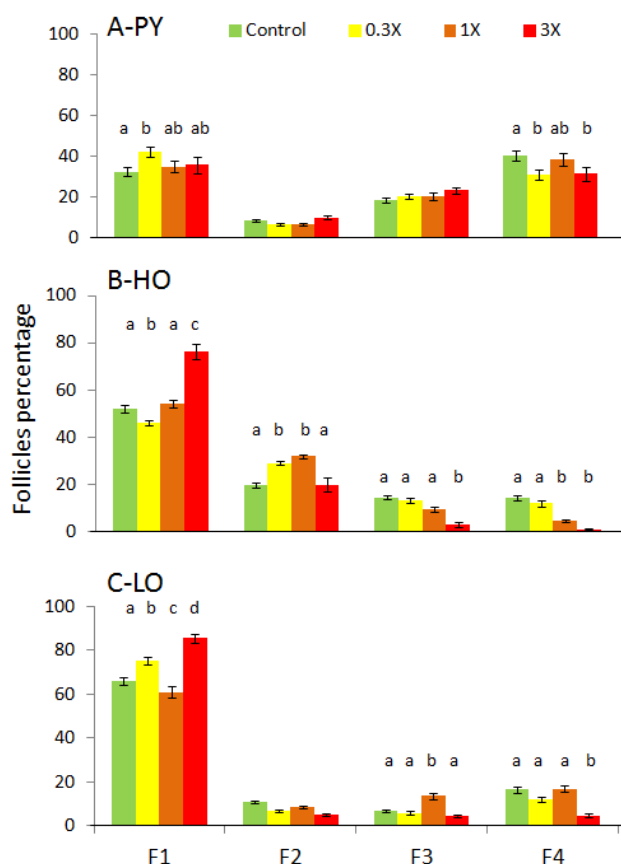 A-PY
Control 0.3X 1X 3X
100
80
60
40
20
0
a b ab ab
a b ab b
B-HO
100
80
60
40
20
0
a b a c
a b b a
a a a b
a a b b
Follicles percentage
C-LO
100
80
60
40
20
0
a b c d
a a b a
a a a b
F1 F2 F3 F4